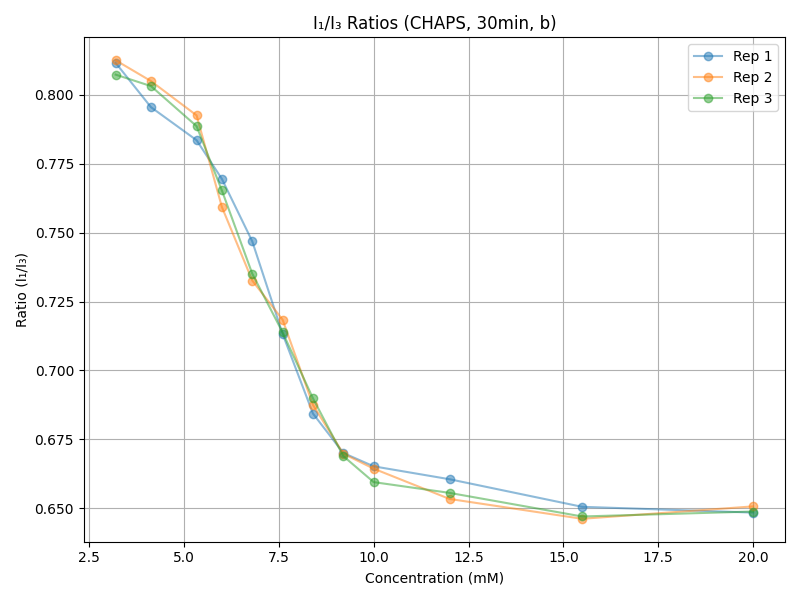 I₁/I₃ Ratios (CHAPS, 30min, b)
Rep 1
Rep 2
Rep 3
Ratio (I₁/I₃)
0.800
0.775
0.750
0.725
0.700
0.675
0.650
2.5 5.0 7.5 10.0 12.5 15.0 17.5 20.0
Concentration (mM)